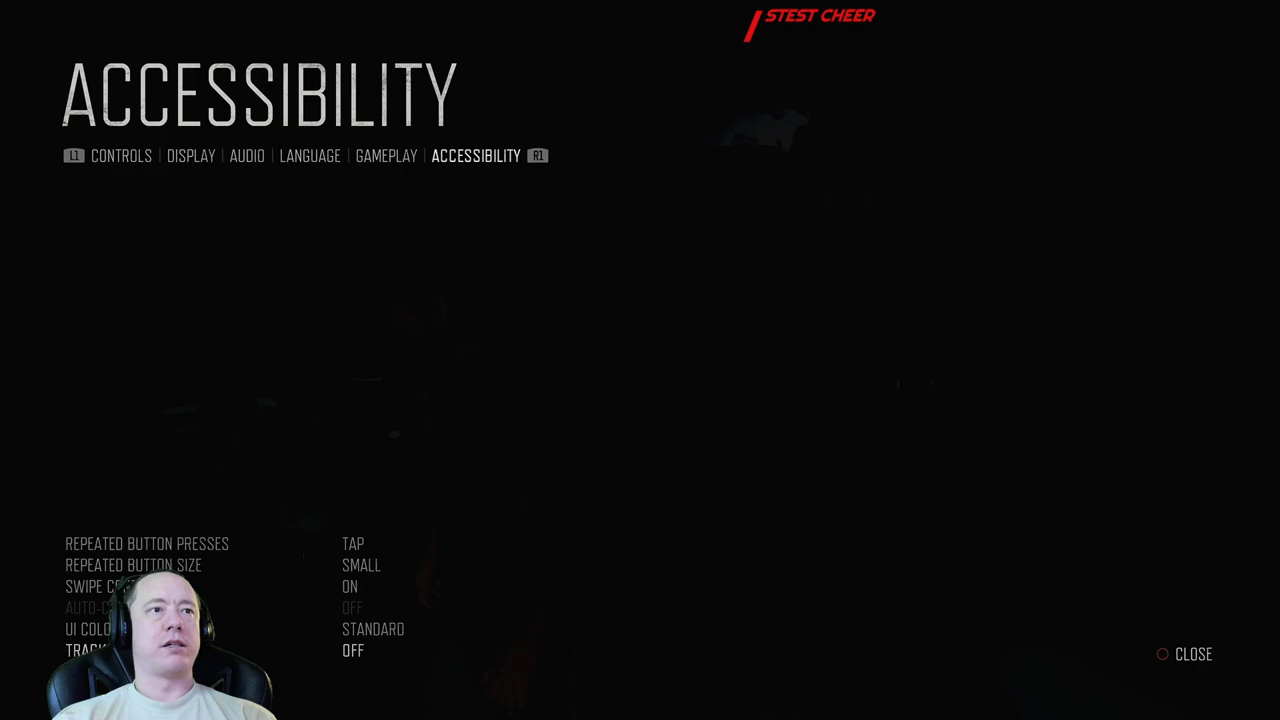 STEST CHEER
ACCESSIBILITY
L1 CONTROLS | DISPLAY | AUDIO | LANGUAGE | GAMEPLAY | ACCESSIBILITY R1
REPEATED BUTTON PRESSES TAP
REPEATED BUTTON SIZE SMALL
SWIPE ON
OFF
UI STANDARD
OFF
CLOSE